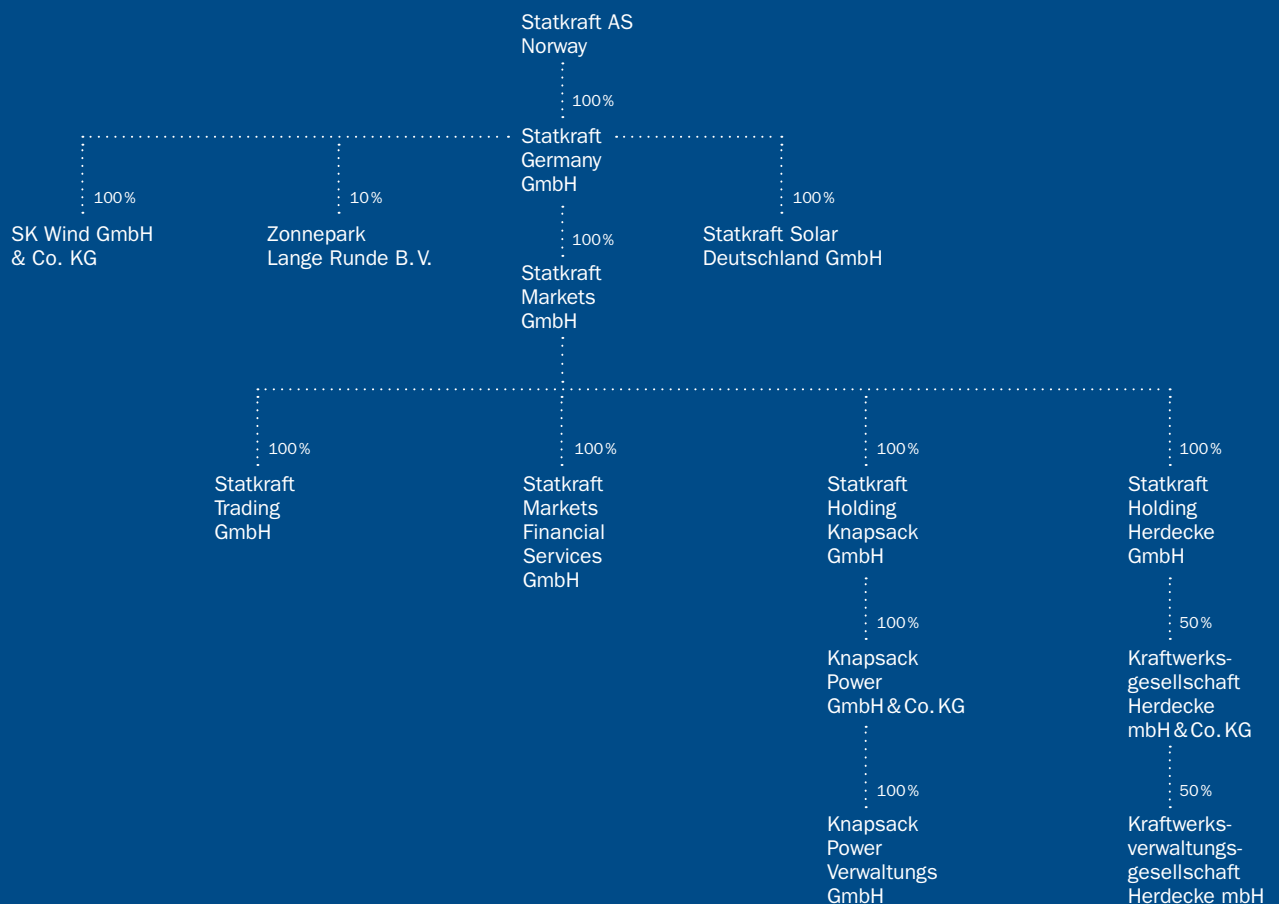 Statkraft AS
Norway
100%
Statkraft
Germany
GmbH
100%
SK Wind GmbH
& Co. KG
10%
Zonnepark
Lange Runde B.V.
100%
Statkraft Solar
Deutschland GmbH
100%
Statkraft
Markets
GmbH
100%
Statkraft
Trading
GmbH
100%
Statkraft
Markets
Financial
Services
GmbH
100%
Statkraft
Holding
Knapsack
GmbH
100%
Knapsack
Power
GmbH & Co. KG
100%
Knapsack
Power
Verwaltungs
GmbH
100%
Statkraft
Holding
Herdecke
GmbH
50%
Kraftwerks-
gesellschaft
Herdecke
mbH & Co. KG
50%
Kraftwerks-
verwaltungs-
gesellschaft
Herdecke mbH